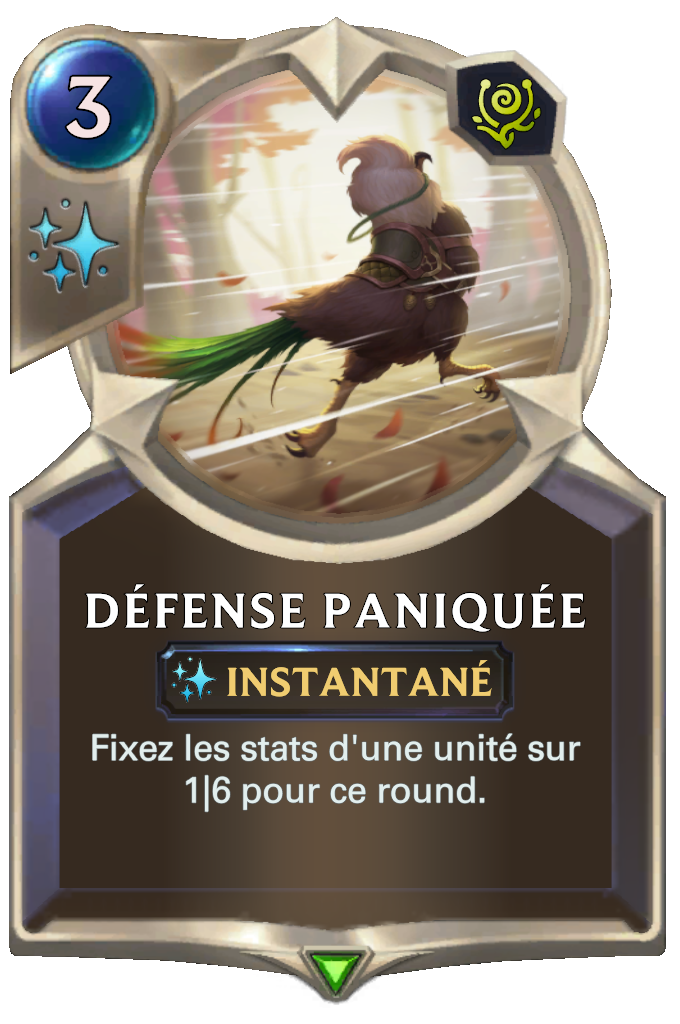 3
DÉFENSE PANIQUÉE
INSTANTANÉ
Fixez les stats d'une unité sur
1|6 pour ce round.